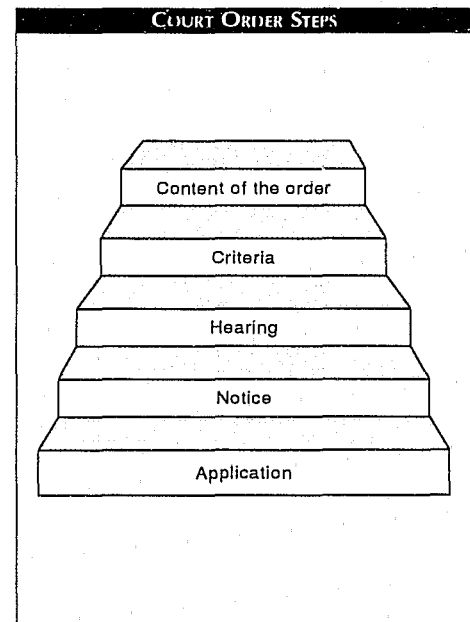 COURT ORDER STEPS
Content of the order
Criteria
Hearing
Notice
Application